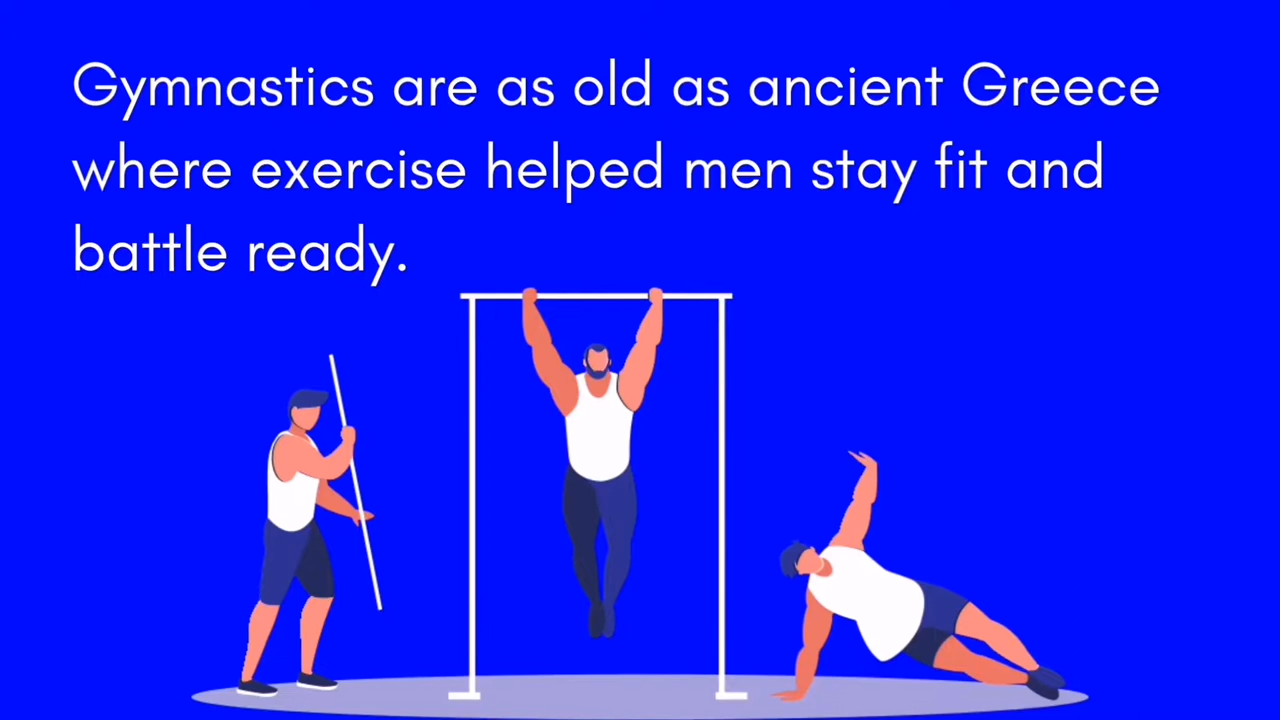 Gymnastics are as old as ancient Greece
where exercise helped men stay fit and
battle ready.